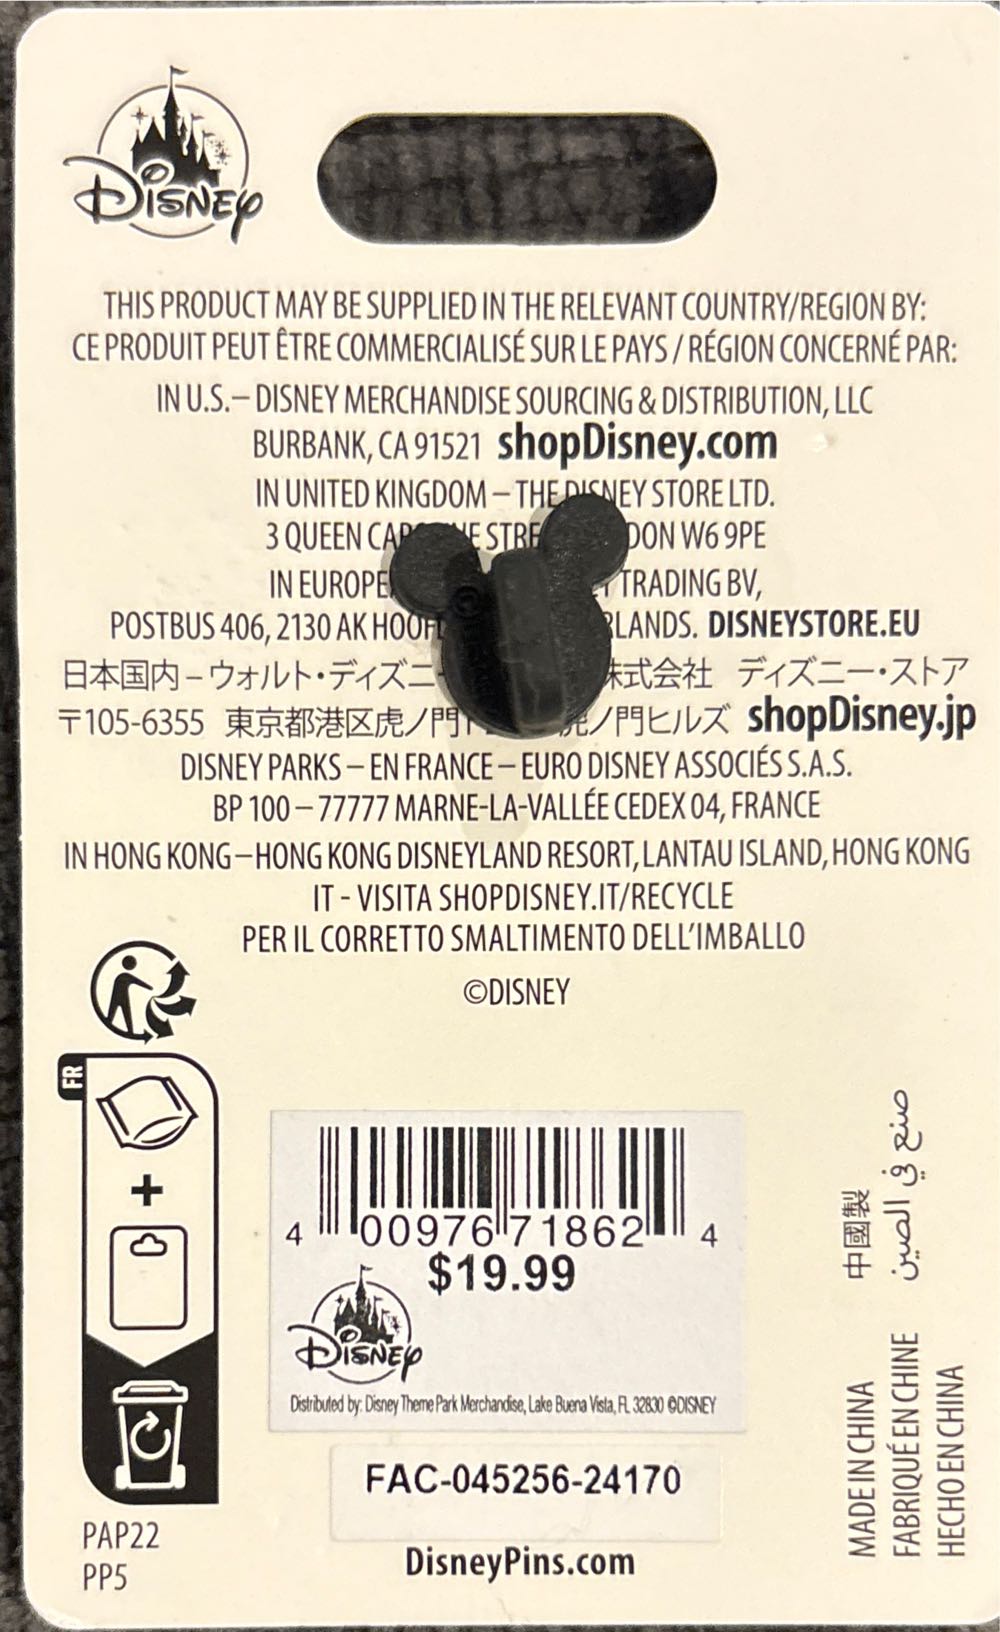 DISNEY
THIS PRODUCT MAY BE SUPPLIED IN THE RELEVANT COUNTRY/REGION BY:
CE PRODUIT PEUT ÊTRE COMMERCIALISÉ SUR LE PAYS / RÉGION CONCERNÉ PAR:
IN U.S.– DISNEY MERCHANDISE SOURCING & DISTRIBUTION, LLC
BURBANK, CA 91521 shopDisney.com
IN UNITED KINGDOM – THE DISNEY STORE LTD.
3 QUEEN W6 9PE
IN EUROPE TRADING BV,
POSTBUS 406, 2130 AK DISNEYSTORE.EU
日本国内 – ウォルト・ディズニー 株式会社 ディズニー・ストア
〒105-6355 東京都港区虎ノ門 虎ノ門ヒルズ shopDisney.jp
DISNEY PARKS – EN FRANCE – EURO DISNEY ASSOCIÉS S.A.S.
BP 100 – 77777 MARNE-LA-VALLÉE CEDEX 04, FRANCE
IN HONG KONG – HONG KONG DISNEYLAND RESORT, LANTAU ISLAND, HONG KONG
IT - VISITA SHOPDISNEY.IT/RECYCLE
PER IL CORRETTO SMALTIMENTO DELL'IMBALLO
©DISNEY
FR
+
PAP22
PP5
4 00976 71862 4
$19.99
DISNEY
Distributed by: Disney Theme Park Merchandise, Lake Buena Vista, FL 32830 ©DISNEY
FAC-045256-24170
DisneyPins.com
中國製
صنع في الصين
MADE IN CHINA
FABRIQUÉ EN CHINE
HECHO EN CHINA